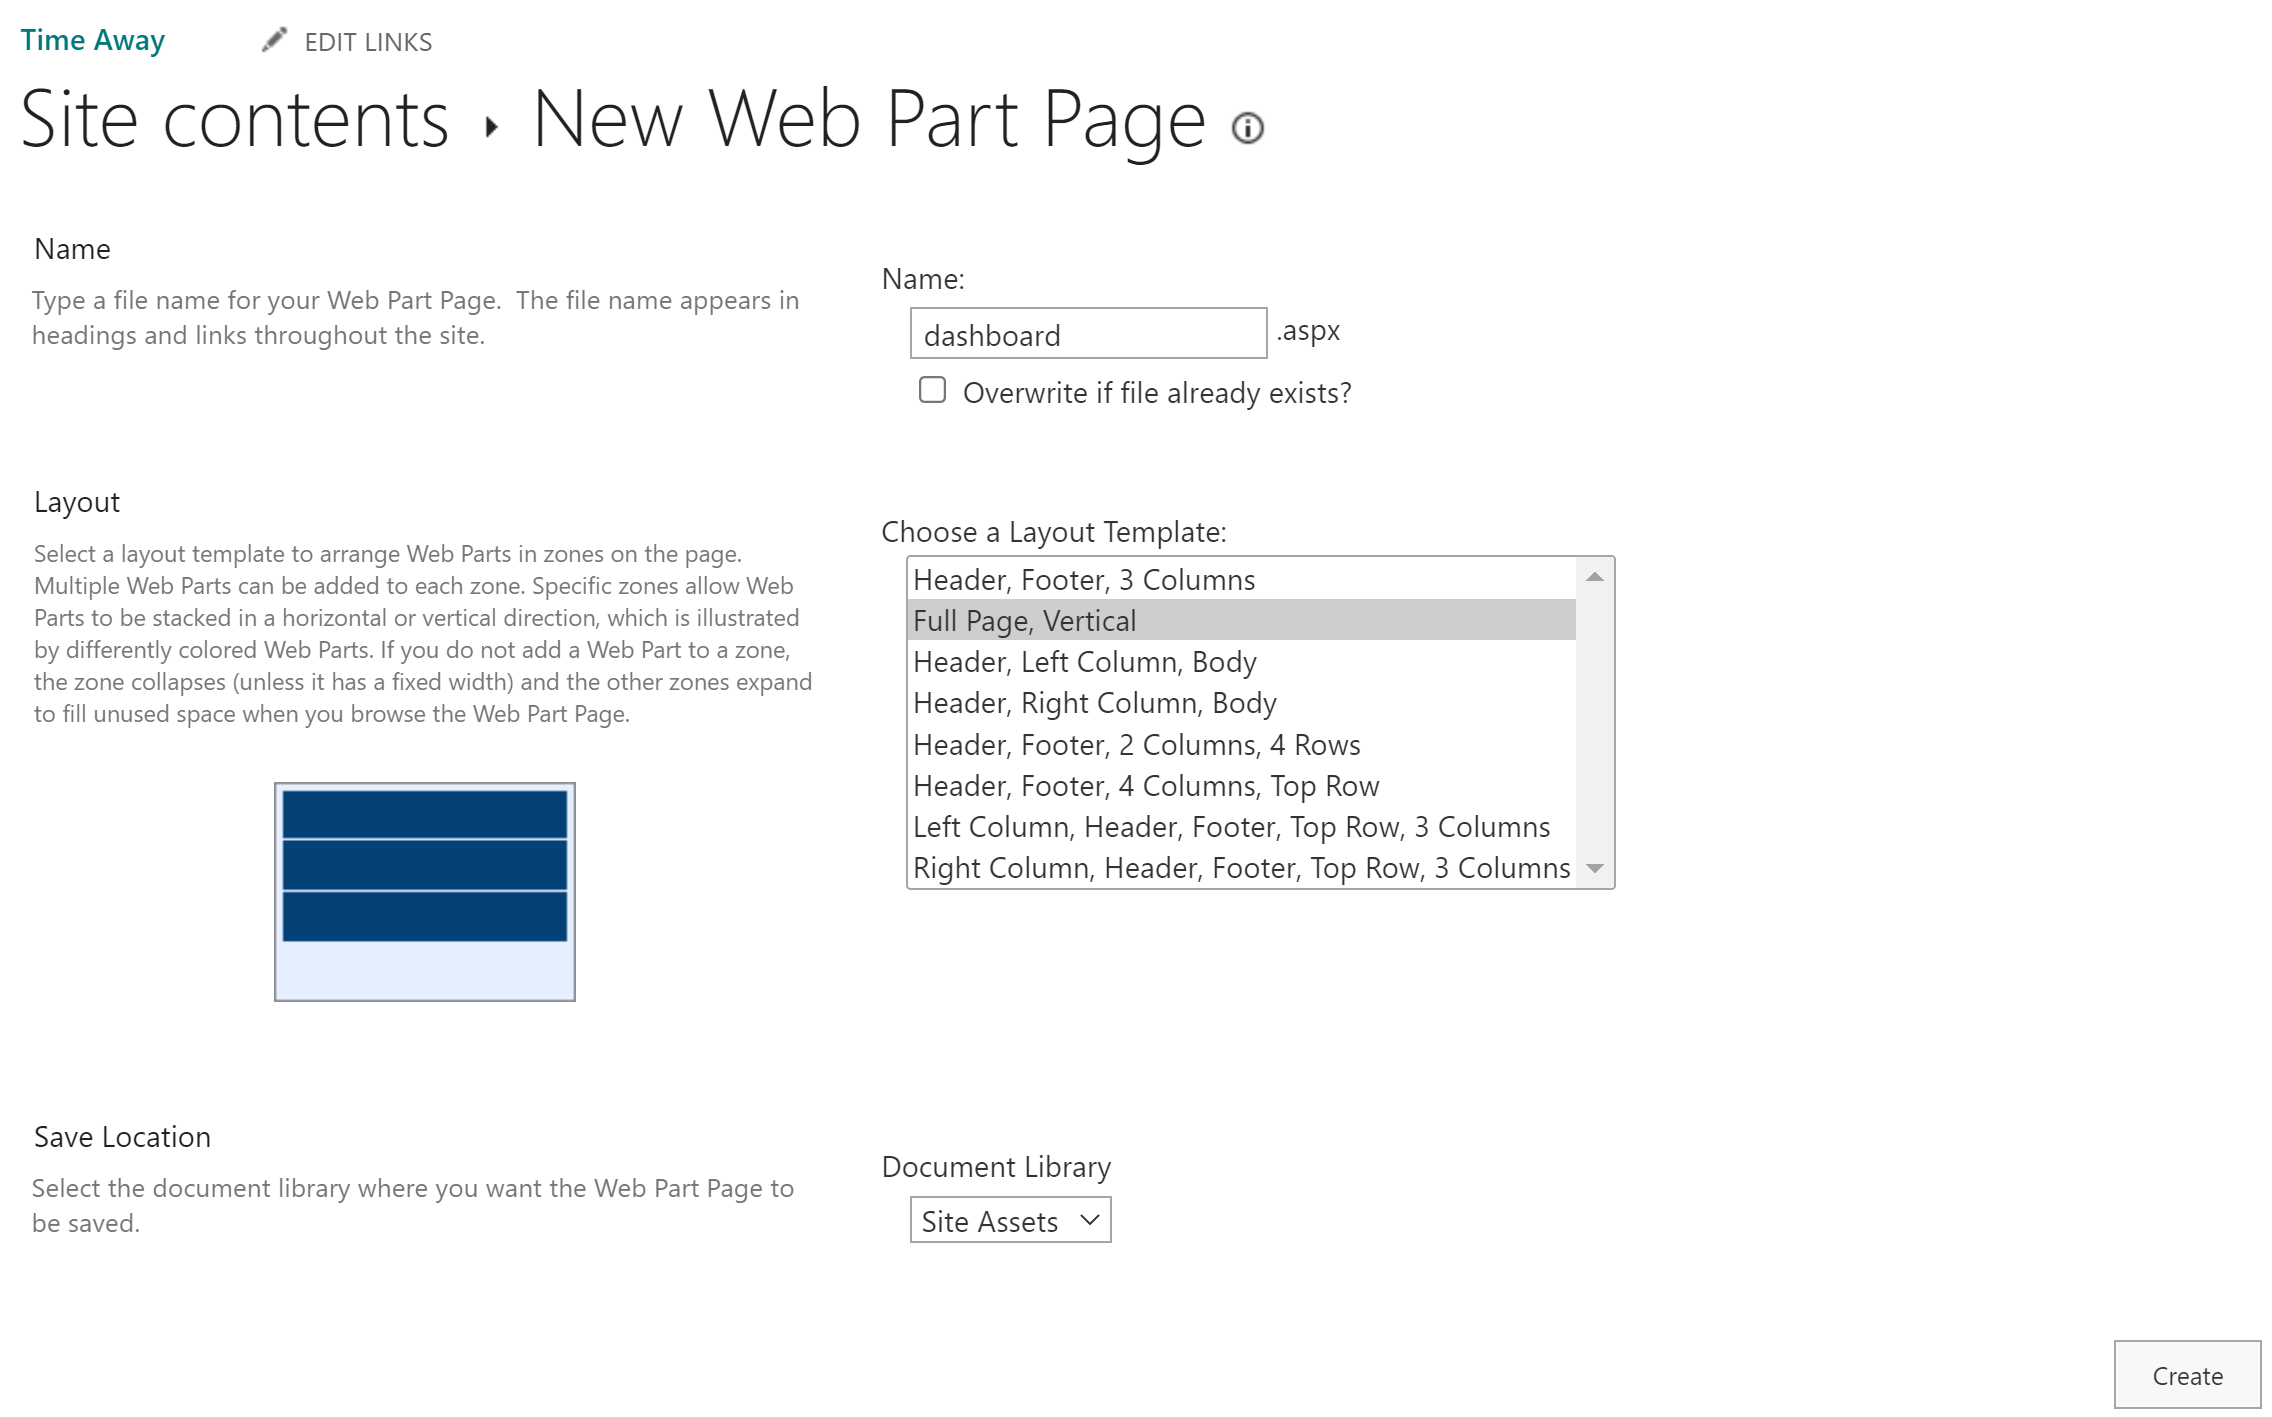 Time Away
EDIT LINKS
Site contents
New Web Part Page
Name
Type a file name for your Web Part Page.  The file name appears in
headings and links throughout the site.
Name:
dashboard
.aspx
Overwrite if file already exists?
Layout
Select a layout template to arrange Web Parts in zones on the page.
Multiple Web Parts can be added to each zone. Specific zones allow Web
Parts to be stacked in a horizontal or vertical direction, which is illustrated
by differently colored Web Parts. If you do not add a Web Part to a zone,
the zone collapses (unless it has a fixed width) and the other zones expand
to fill unused space when you browse the Web Part Page.
Choose a Layout Template:
Header, Footer, 3 Columns
Full Page, Vertical
Header, Left Column, Body
Header, Right Column, Body
Header, Footer, 2 Columns, 4 Rows
Header, Footer, 4 Columns, Top Row
Left Column, Header, Footer, Top Row, 3 Columns
Right Column, Header, Footer, Top Row, 3 Columns
Save Location
Select the document library where you want the Web Part Page to
be saved.
Document Library
Site Assets
Create